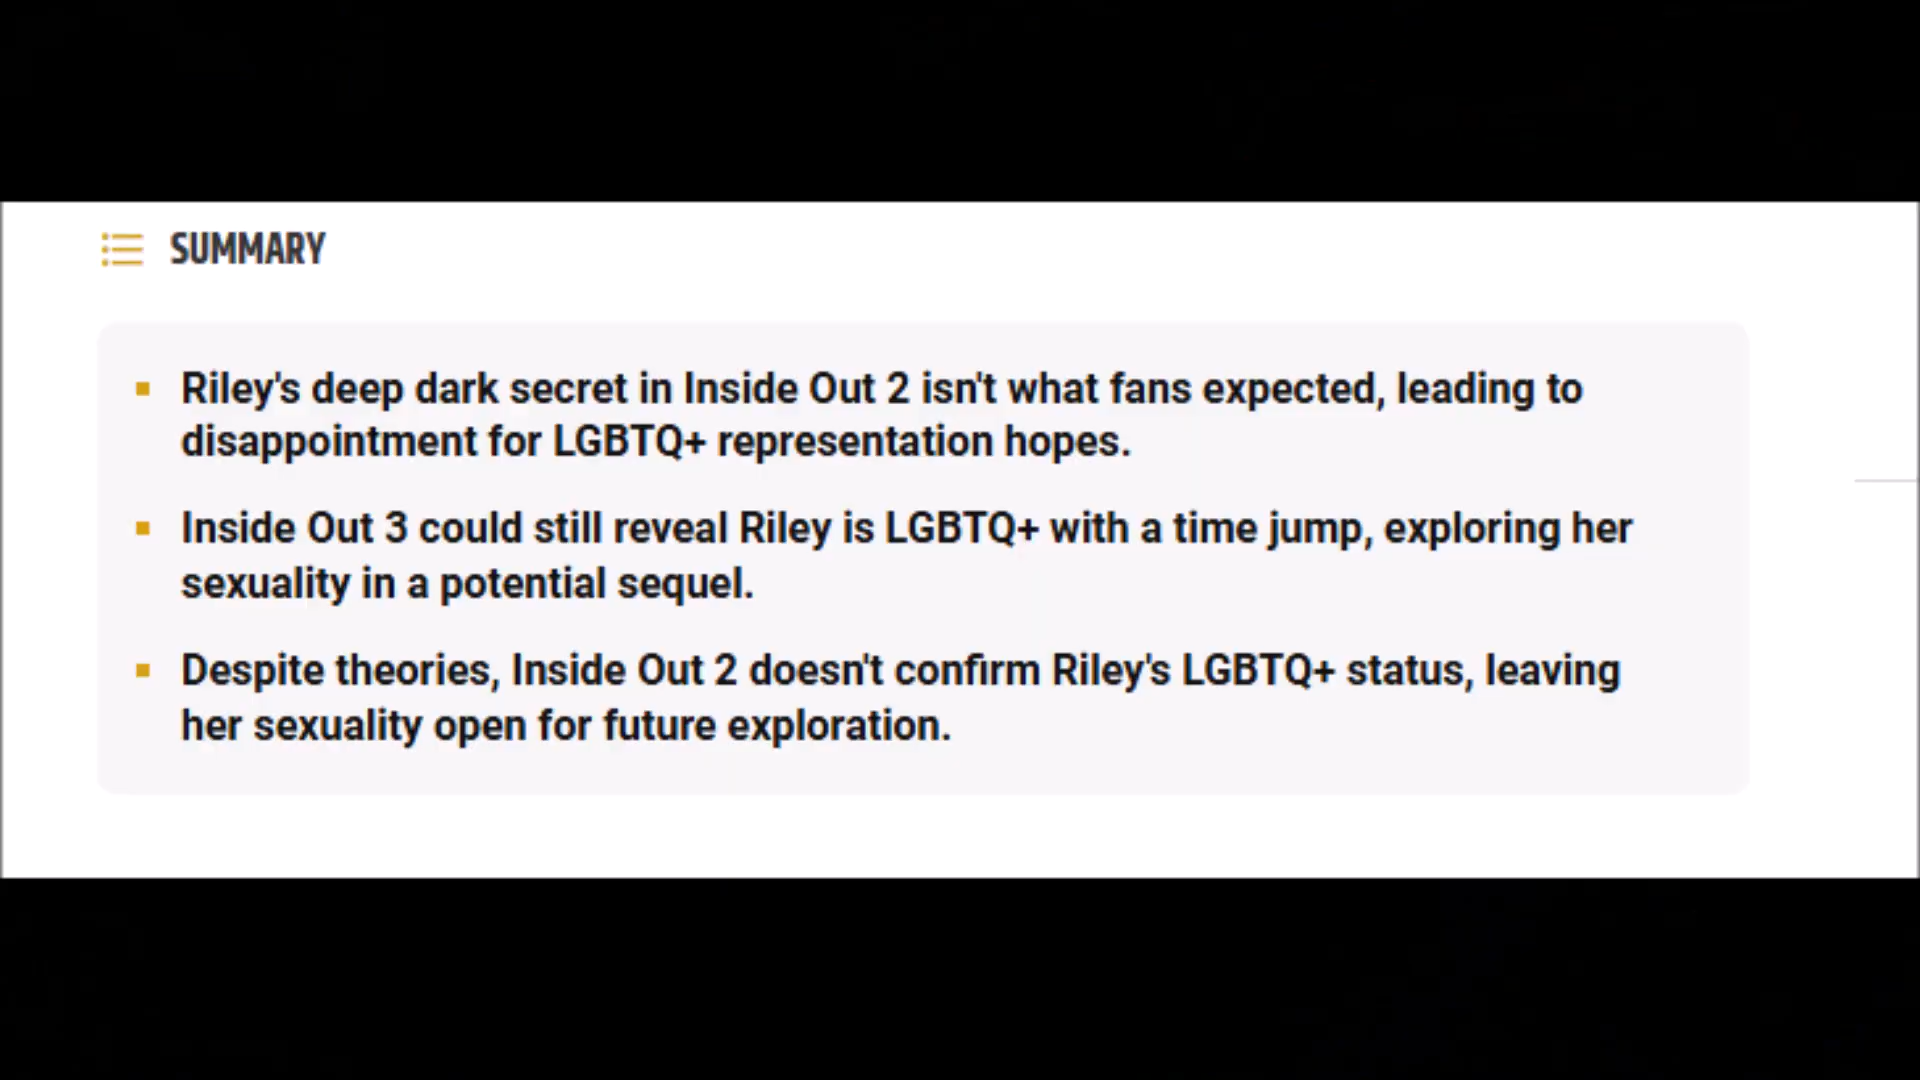 SUMMARY
Riley's deep dark secret in Inside Out 2 isn't what fans expected, leading to
disappointment for LGBTQ+ representation hopes.
Inside Out 3 could still reveal Riley is LGBTQ+ with a time jump, exploring her
sexuality in a potential sequel.
Despite theories, Inside Out 2 doesn't confirm Riley's LGBTQ+ status, leaving
her sexuality open for future exploration.